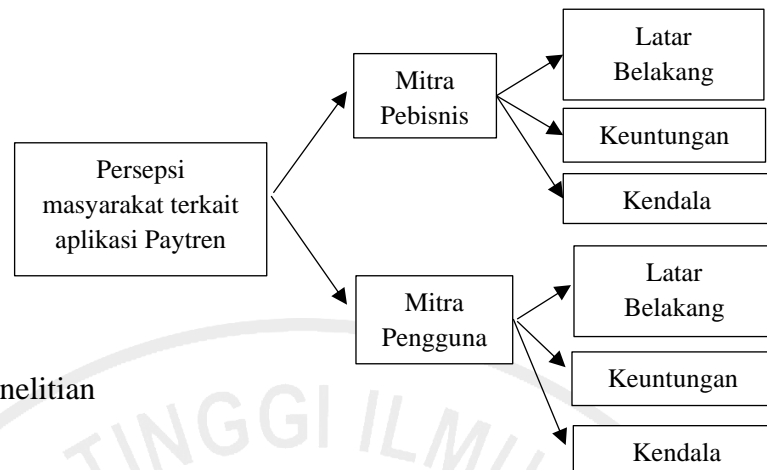 Persepsi
masyarakat terkait
aplikasi Paytren
Mitra
Pebisnis
Latar
Belakang
Keuntungan
Kendala
Mitra
Pengguna
Latar
Belakang
Keuntungan
Kendala
nelitian
TINGGI ILMU